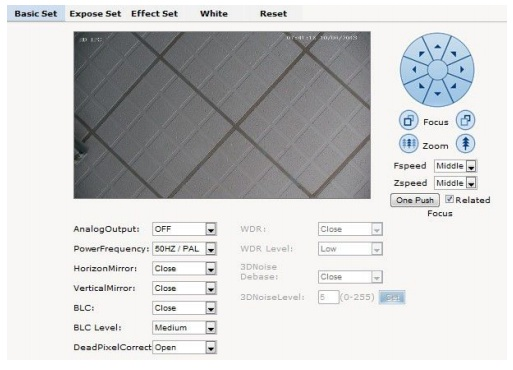 Basic Set Expose Set Effect Set White Reset
Focus
Zoom
Fspeed Middle
Zspeed Middle
One Push Related
Focus
AnalogOutput: OFF
PowerFrequency: 50HZ / PAL
HorizonMirror: Close
VerticalMirror: Close
BLC: Close
BLC Level: Medium
DeadPixelCorrect Open
WDR: Close
WDR Level: Low
3DNoise
Debase: Close
3DNoiseLevel: 5 (0-255) Set